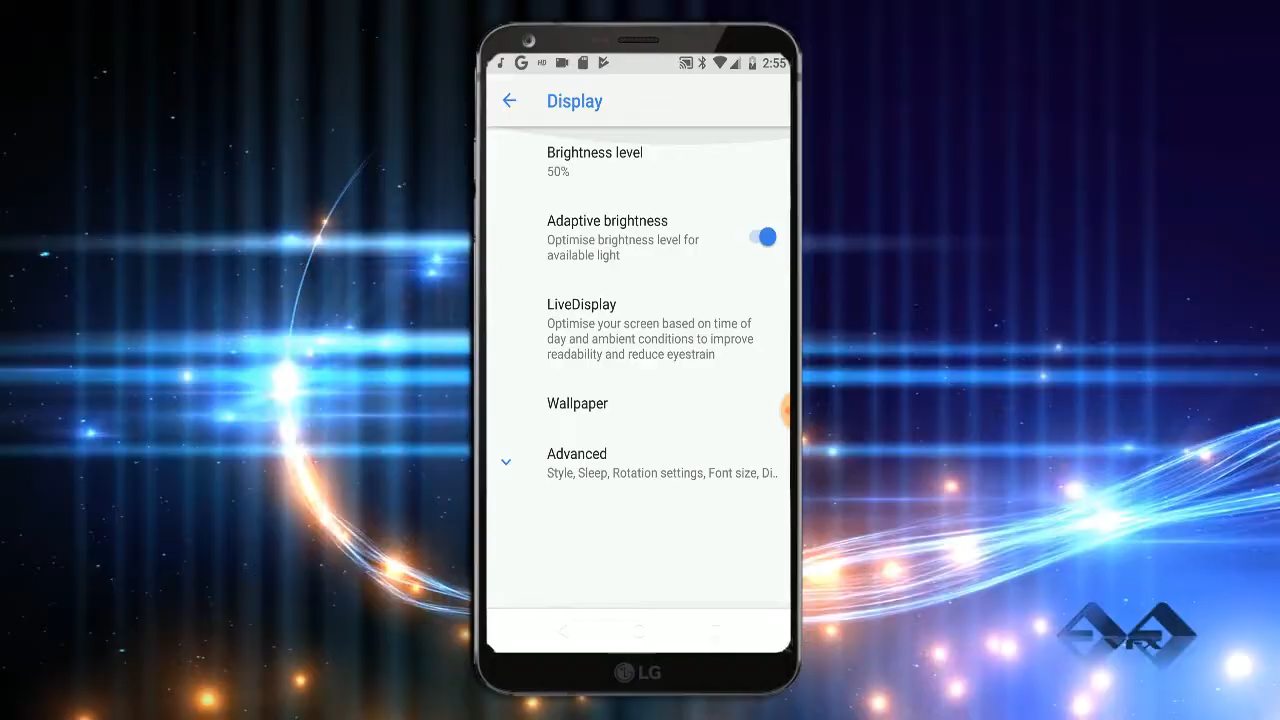 HD
2:55
Display
Brightness level
50%
Adaptive brightness
Optimise brightness level for
available light
LiveDisplay
Optimise your screen based on time of
day and ambient conditions to improve
readability and reduce eyestrain
Wallpaper
Advanced
Style, Sleep, Rotation settings, Font size, Di..
LG